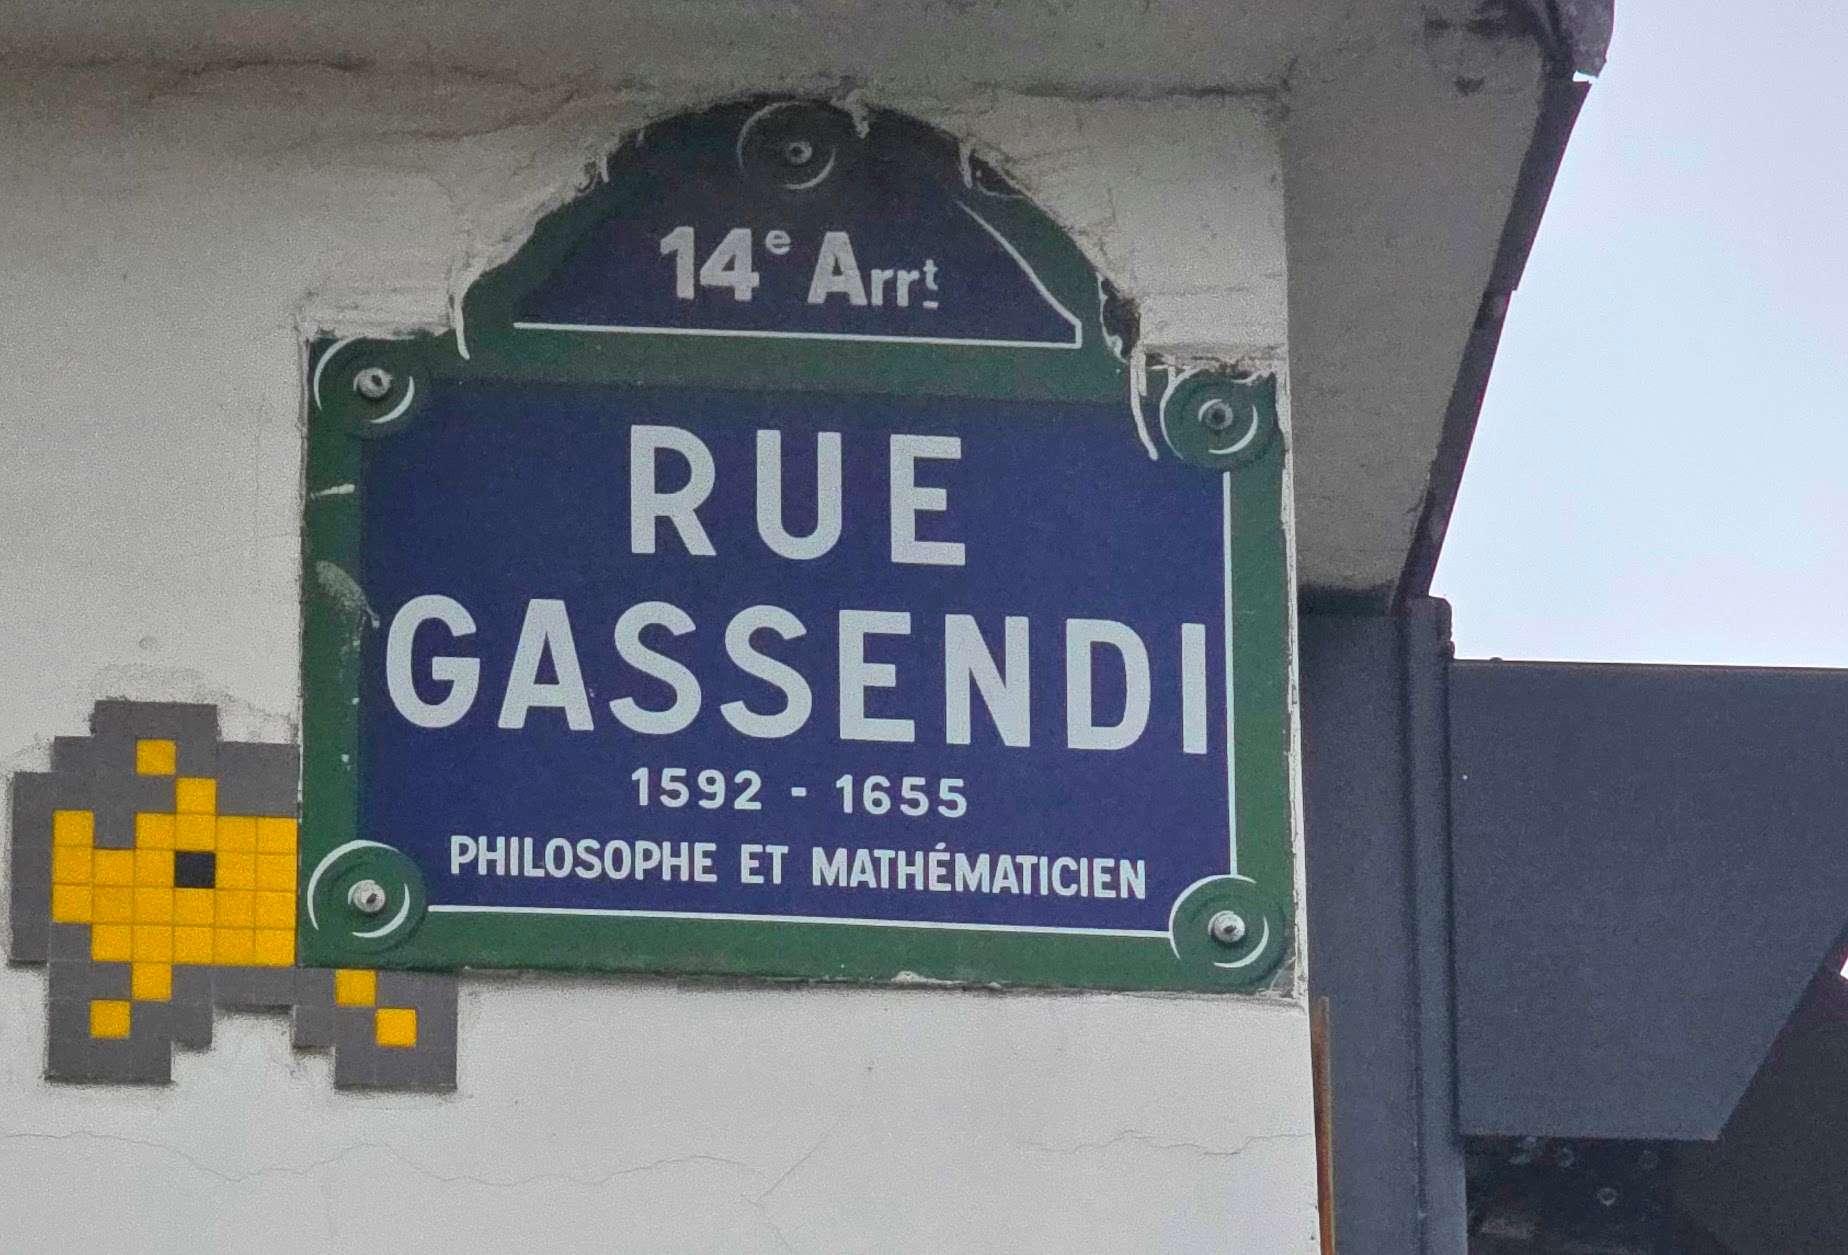 14e Arrt
RUE
GASSENDI
1592 - 1655
PHILOSOPHE ET MATHÉMATICIEN